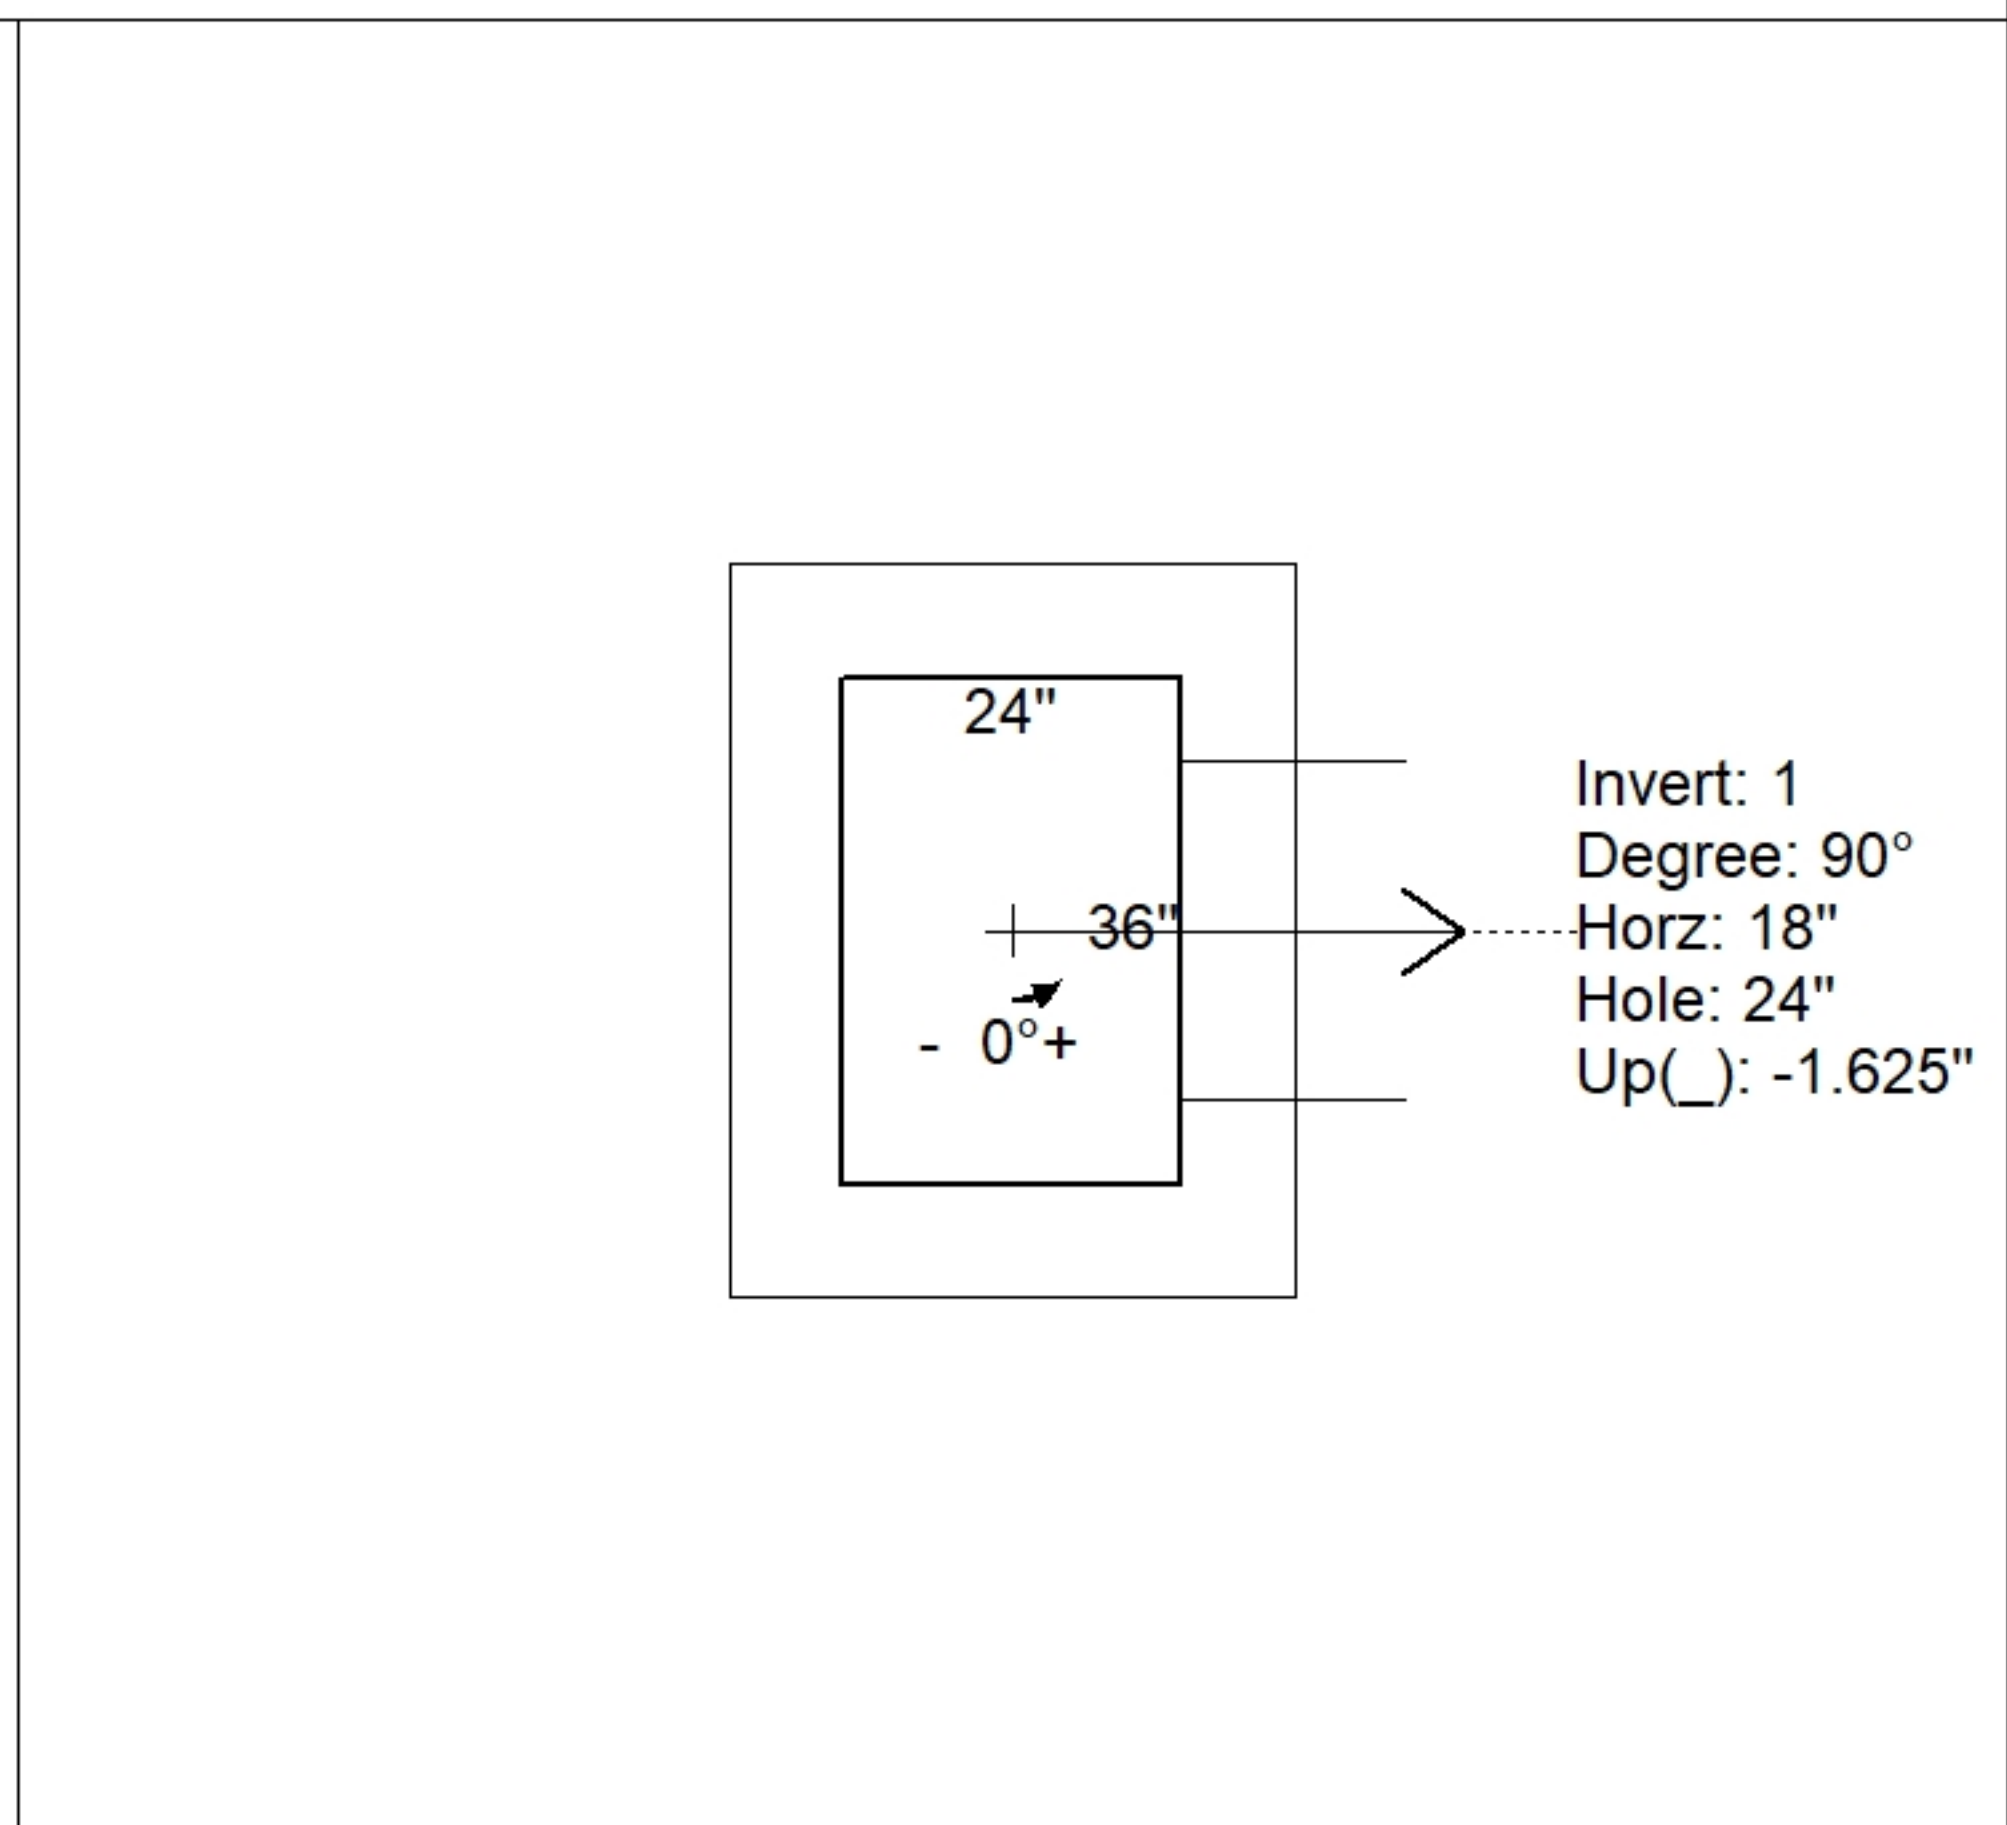 24"
Invert: 1
Degree: 90°
36"
Horz: 18"
Hole: 24"
- 0°+
Up(_): -1.625"